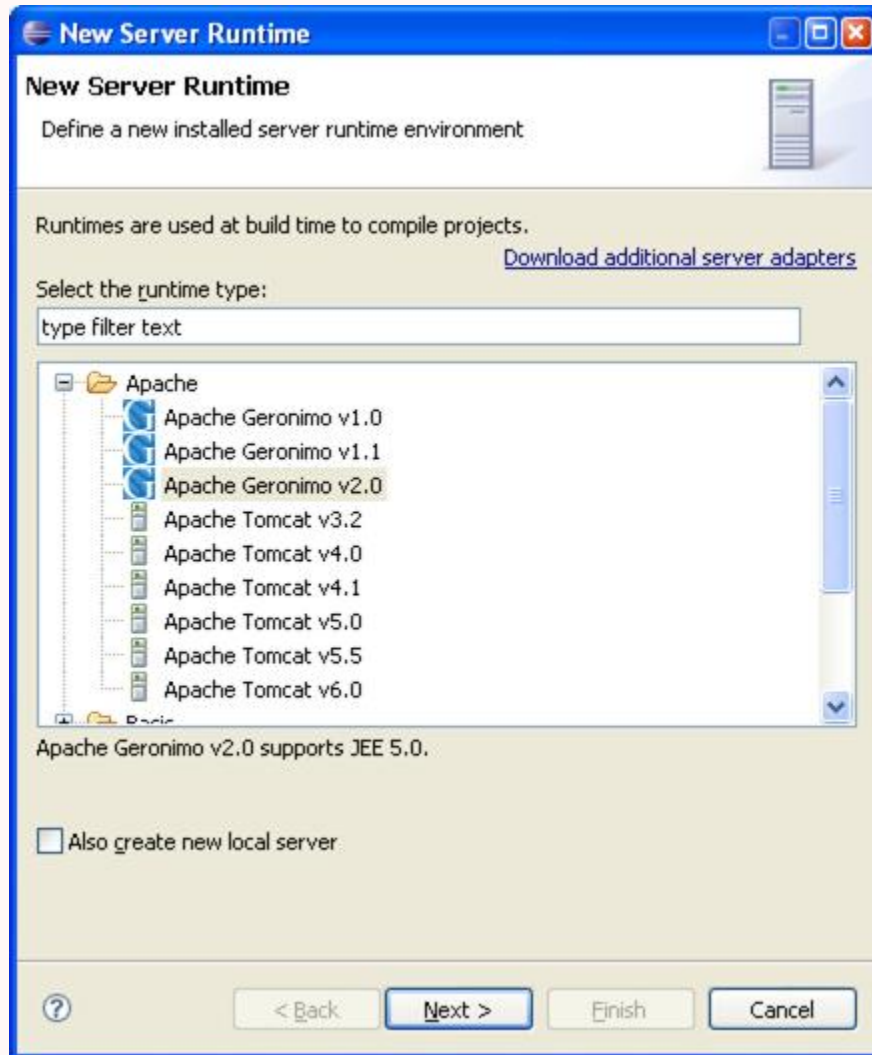 New Server Runtime
New Server Runtime
Define a new installed server runtime environment
Runtimes are used at build time to compile projects.
Download additional server adapters
Select the runtime type:
type filter text
Apache
Apache Geronimo v1.0
Apache Geronimo v1.1
Apache Geronimo v2.0
Apache Tomcat v3.2
Apache Tomcat v4.0
Apache Tomcat v4.1
Apache Tomcat v5.0
Apache Tomcat v5.5
Apache Tomcat v6.0
Basic
Apache Geronimo v2.0 supports JEE 5.0.
Also create new local server
? < Back Next > Finish Cancel